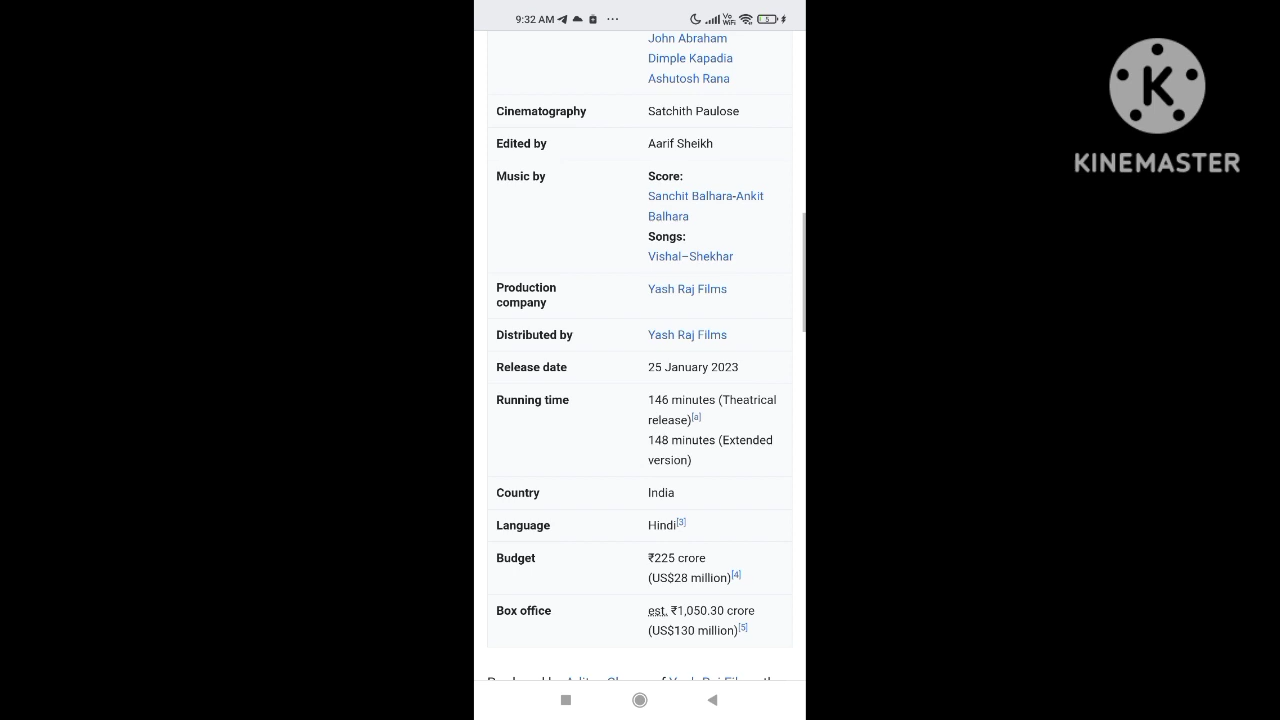 9:32 AM ... Vo WiFi 5
John Abraham
Dimple Kapadia
Ashutosh Rana
Cinematography Satchith Paulose
Edited by Aarif Sheikh
Music by Score:
Sanchit Balhara-Ankit
Balhara
Songs:
Vishal–Shekhar
Production Yash Raj Films
company
Distributed by Yash Raj Films
Release date 25 January 2023
Running time 146 minutes (Theatrical
release)[a]
148 minutes (Extended
version)
Country India
Language Hindi[3]
Budget ₹225 crore
(US$28 million)[4]
Box office est. ₹1,050.30 crore
(US$130 million)[5]
K
KINEMASTER